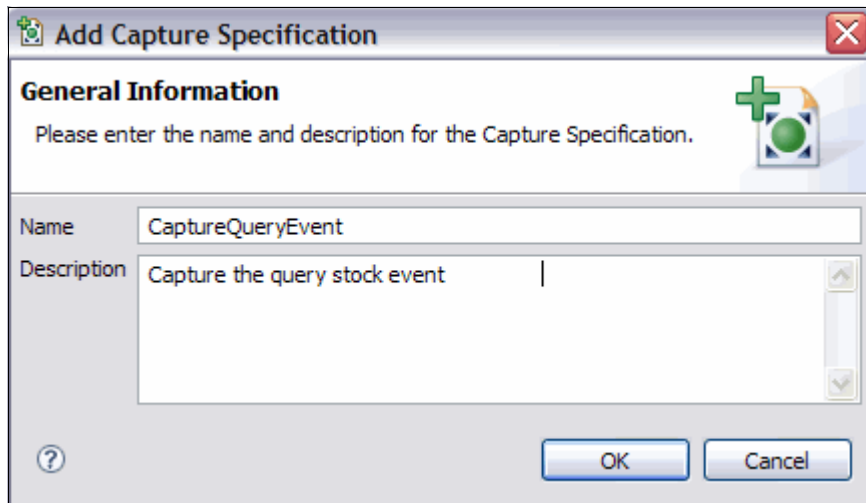 Add Capture Specification
General Information
Please enter the name and description for the Capture Specification.
Name CaptureQueryEvent
Description Capture the query stock event
? OK Cancel